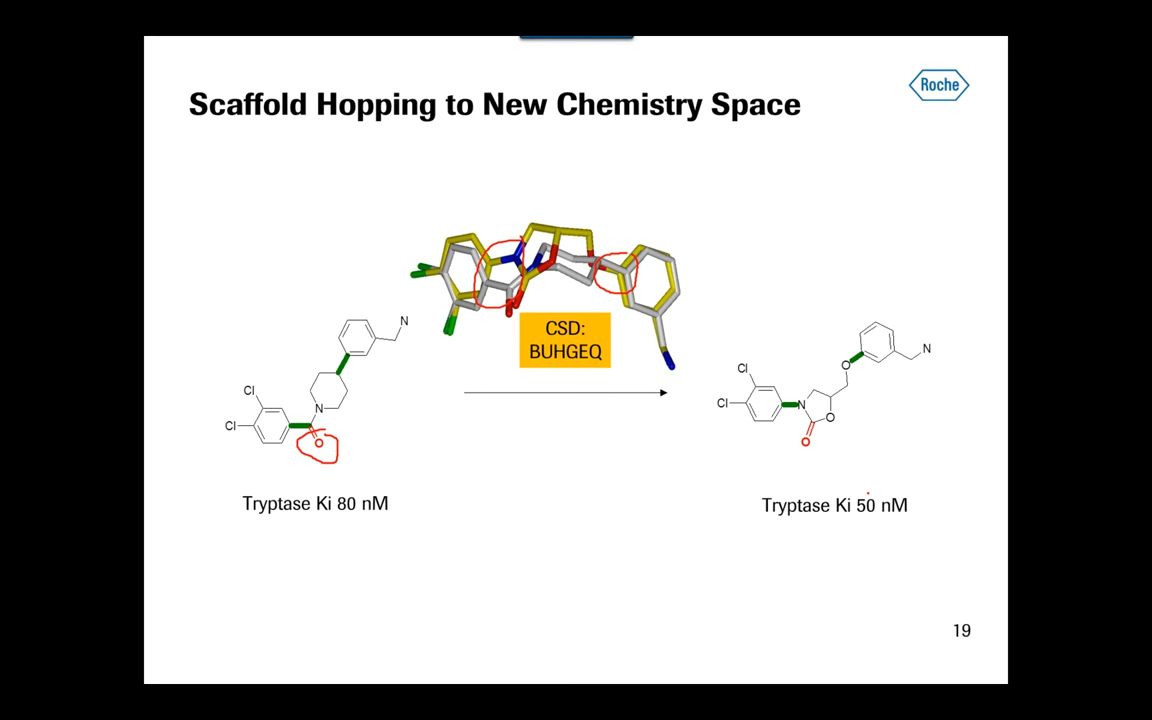 Scaffold Hopping to New Chemistry Space
Roche
CSD:
BUHGEQ
N
Cl
Cl
N
O
Tryptase Ki 80 nM
N
O
Cl
Cl
N
O
O
Tryptase Ki 50 nM
19